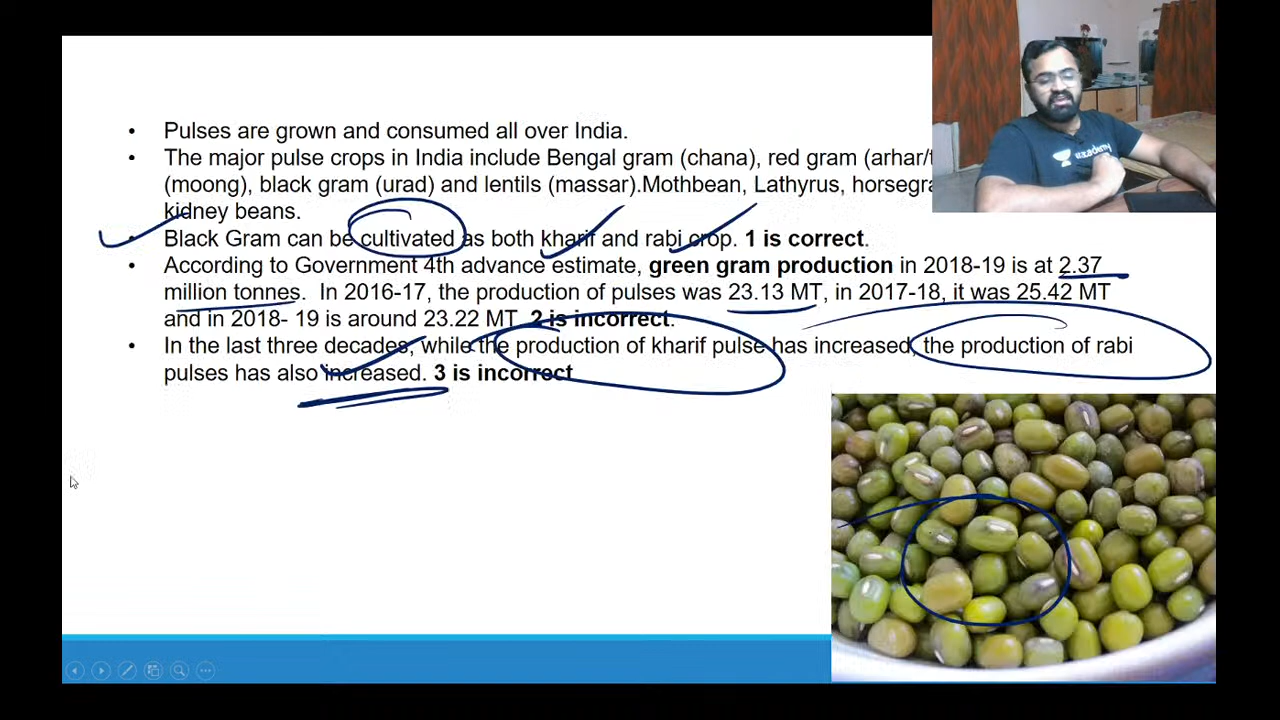 • Pulses are grown and consumed all over India.
• The major pulse crops in India include Bengal gram (chana), red gram (arhar/
(moong), black gram (urad) and lentils (massar).Mothbean, Lathyrus, horsegra
kidney beans.
• Black Gram can be cultivated as both kharif and rabi crop. 1 is correct.
• According to Government 4th advance estimate, green gram production in 2018-19 is at 2.37
million tonnes. In 2016-17, the production of pulses was 23.13 MT, in 2017-18, it was 25.42 MT
and in 2018- 19 is around 23.22 MT. 2 is incorrect.
• In the last three decades, while the production of kharif pulse has increased, the production of rabi
pulses has also increased. 3 is incorrect